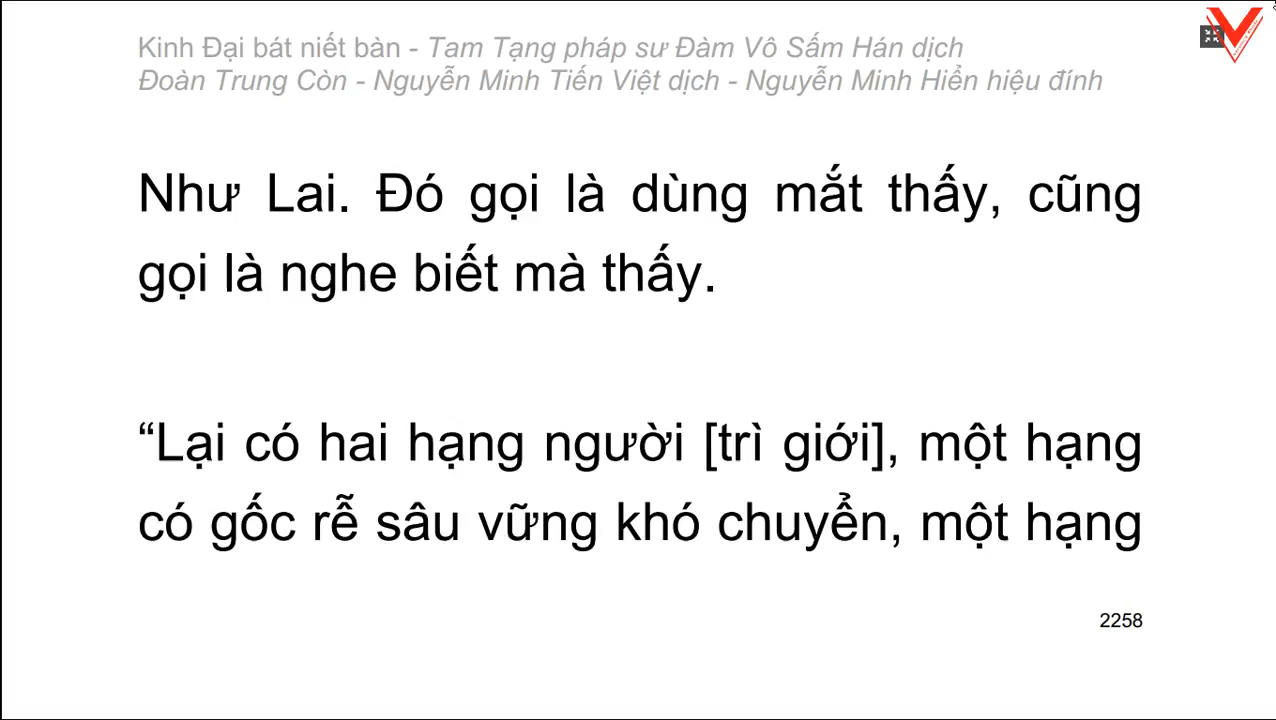 Kinh Đại bát niết bàn - Tam Tạng pháp sư Đàm Vô Sấm Hán dịch
Đoàn Trung Còn - Nguyễn Minh Tiến Việt dịch - Nguyễn Minh Hiển hiệu đính
Như Lai. Đó gọi là dùng mắt thấy, cũng
gọi là nghe biết mà thấy.
“Lại có hai hạng người [trì giới], một hạng
có gốc rễ sâu vững khó chuyển, một hạng
2258